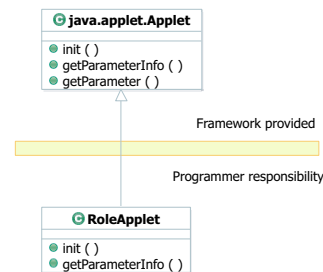 java.applet.Applet
init ( )
getParameterInfo ( )
getParameter ( )
Framework provided
Programmer responsibility
RoleApplet
init ( )
getParameterInfo ( )